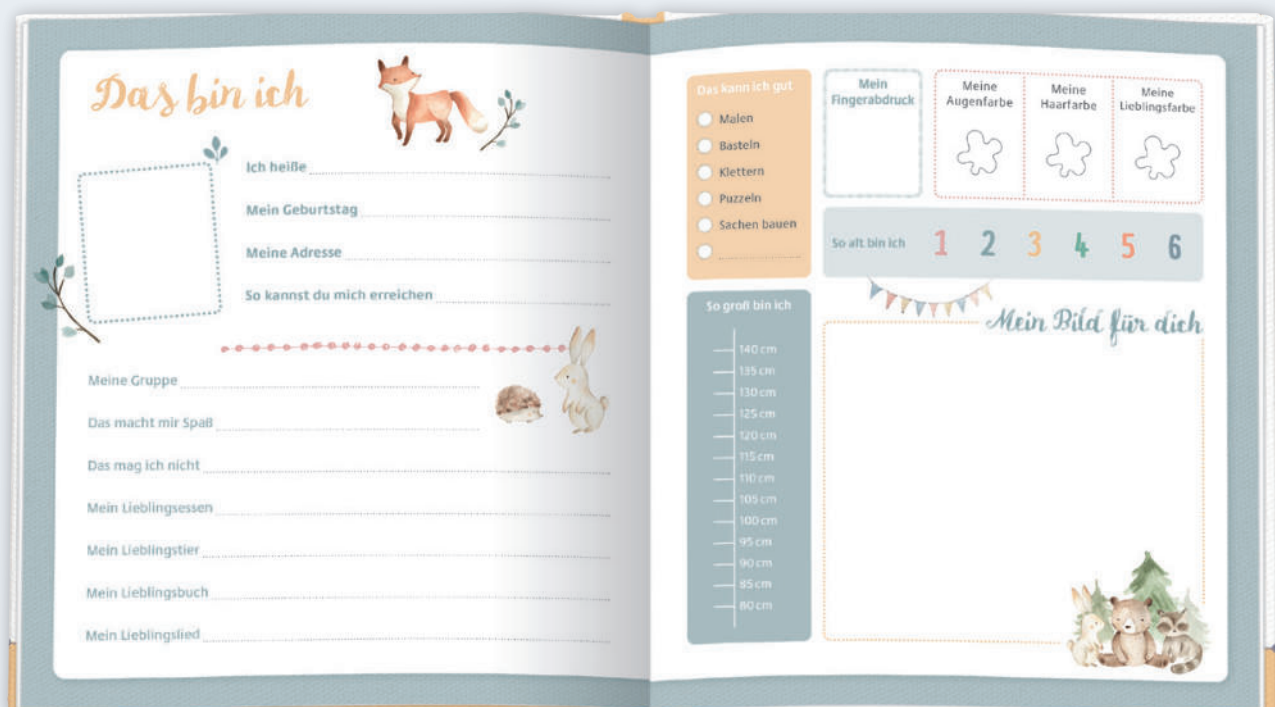 Das bin ich
Ich heiße
Mein Geburtstag
Meine Adresse
So kannst du mich erreichen
Meine Gruppe
Das macht mir Spaß
Das mag ich nicht
Mein Lieblingsessen
Mein Lieblingstier
Mein Lieblingsbuch
Mein Lieblingslied
Das kann ich gut
Malen
Basteln
Klettern
Puzzeln
Sachen bauen
Mein
Fingerabdruck
Meine
Augenfarbe
Meine
Haarfarbe
Meine
Lieblingsfarbe
So alt bin ich 1 2 3 4 5 6
So groß bin ich
140 cm
135 cm
130 cm
125 cm
120 cm
115 cm
110 cm
105 cm
100 cm
95 cm
90 cm
85 cm
80 cm
Mein Bild für dich